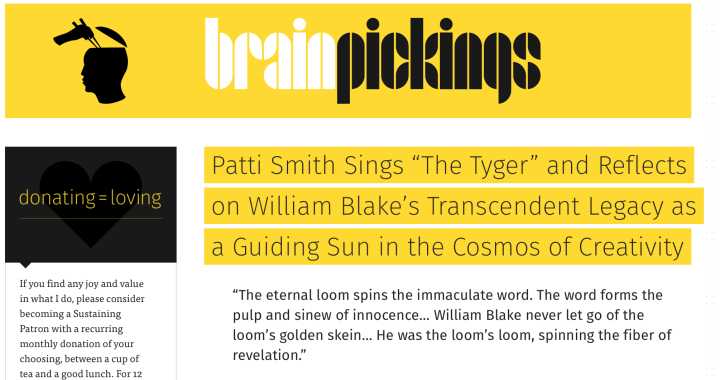 brainpickings
donating=loving
If you find any joy and value
in what I do, please consider
becoming a Sustaining
Patron with a recurring
monthly donation of your
choosing, between a cup of
tea and a good lunch. For 12
Patti Smith Sings “The Tyger” and Reflects
on William Blake’s Transcendent Legacy as
a Guiding Sun in the Cosmos of Creativity
“The eternal loom spins the immaculate word. The word forms the
pulp and sinew of innocence… William Blake never let go of the
loom’s golden skein… He was the loom’s loom, spinning the fiber of
revelation.”